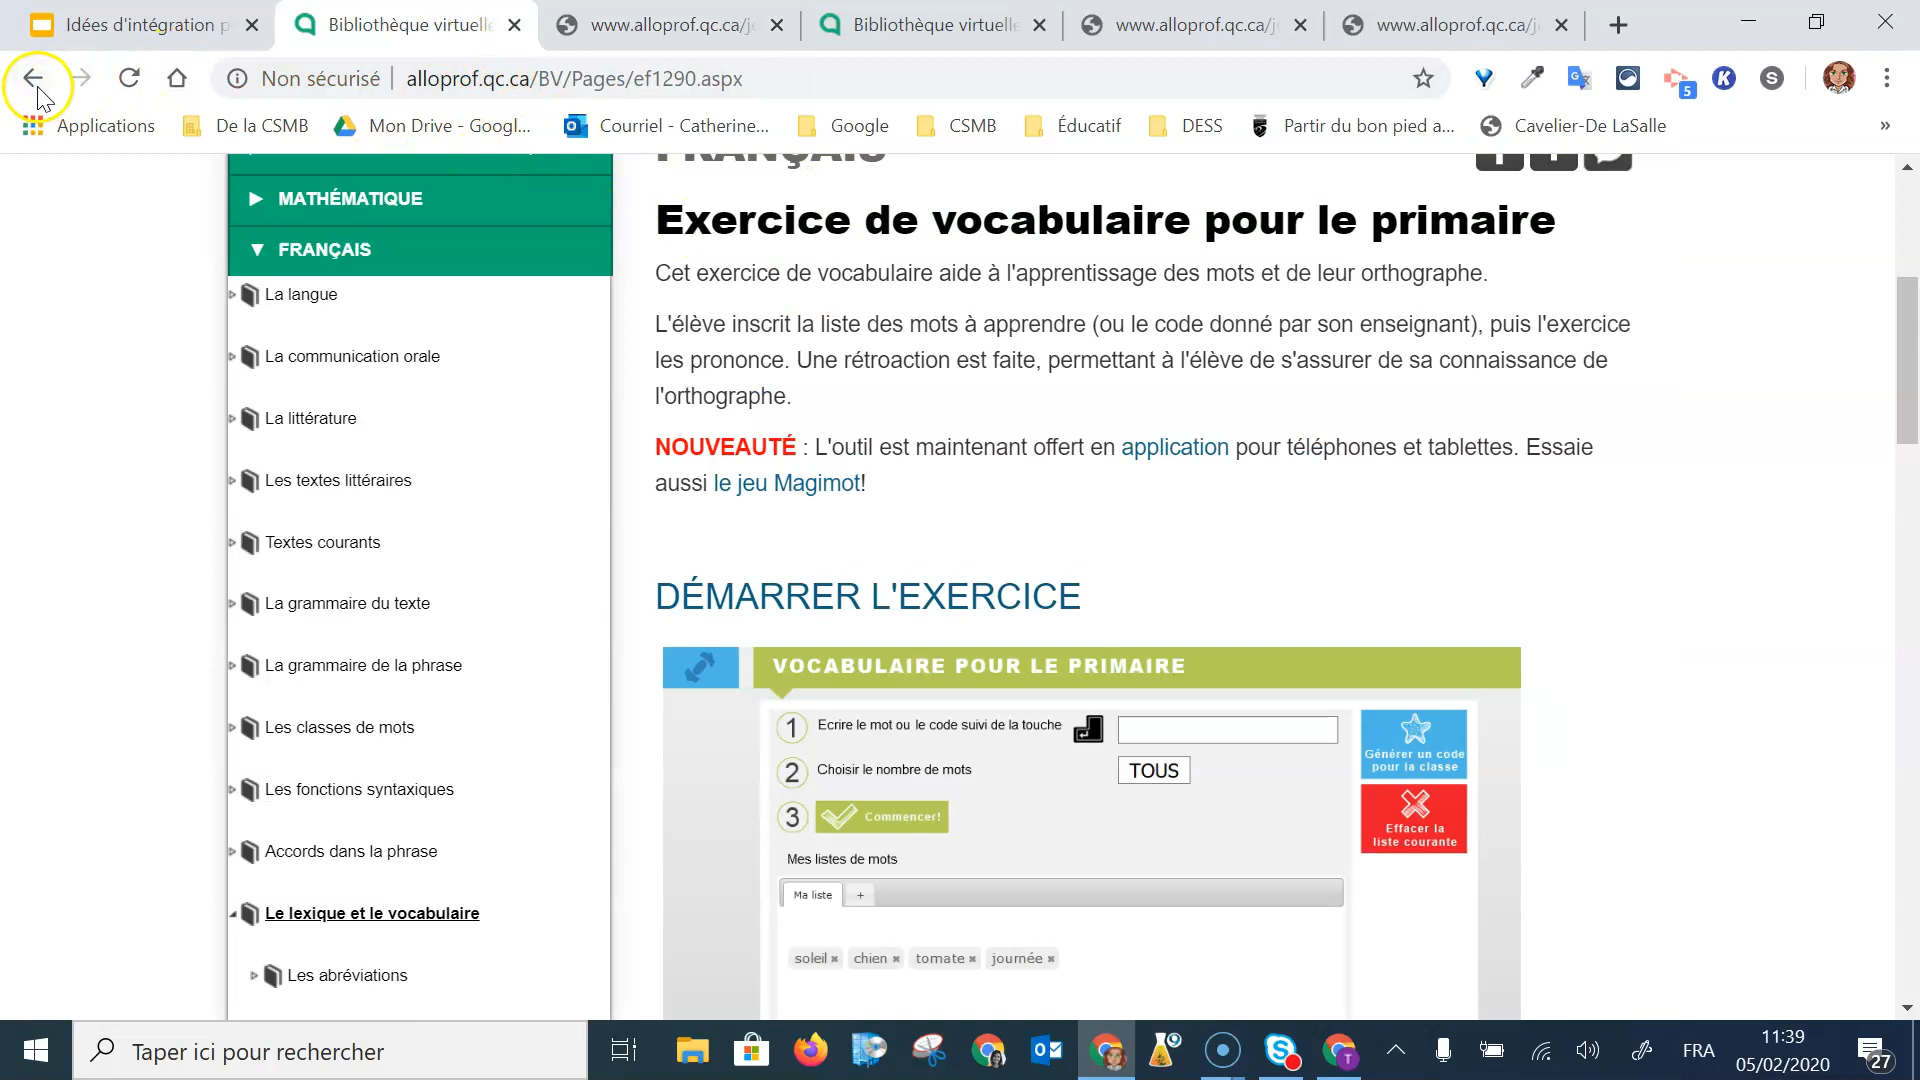 Idées d'intégration p
Bibliothèque virtuelle
www.alloprof.qc.ca/je
Bibliothèque virtuelle
www.alloprof.qc.ca/je
www.alloprof.qc.ca/je
Non sécurisé
alloprof.qc.ca/BV/Pages/ef1290.aspx
5
K
S
Applications
De la CSMB
Mon Drive - Googl...
Courriel - Catherine...
Google
CSMB
Éducatif
DESS
Partir du bon pied a...
Cavelier-De LaSalle
»
MATHÉMATIQUE
FRANÇAIS
La langue
La communication orale
La littérature
Les textes littéraires
Textes courants
La grammaire du texte
La grammaire de la phrase
Les classes de mots
Les fonctions syntaxiques
Accords dans la phrase
Le lexique et le vocabulaire
Les abréviations
FRANÇAIS
Exercice de vocabulaire pour le primaire
Cet exercice de vocabulaire aide à l'apprentissage des mots et de leur orthographe.
L'élève inscrit la liste des mots à apprendre (ou le code donné par son enseignant), puis l'exercice
les prononce. Une rétroaction est faite, permettant à l'élève de s'assurer de sa connaissance de
l'orthographe.
NOUVEAUTÉ : L'outil est maintenant offert en application pour téléphones et tablettes. Essaie
aussi le jeu Magimot!
DÉMARRER L'EXERCICE
VOCABULAIRE POUR LE PRIMAIRE
1 Ecrire le mot ou le code suivi de la touche
2 Choisir le nombre de mots TOUS
3 Commencer!
Générer un code
pour la classe
Effacer la
liste courante
Mes listes de mots
Ma liste +
soleil chien tomate journée
Taper ici pour rechercher
T
FRA
11:39
05/02/2020
27